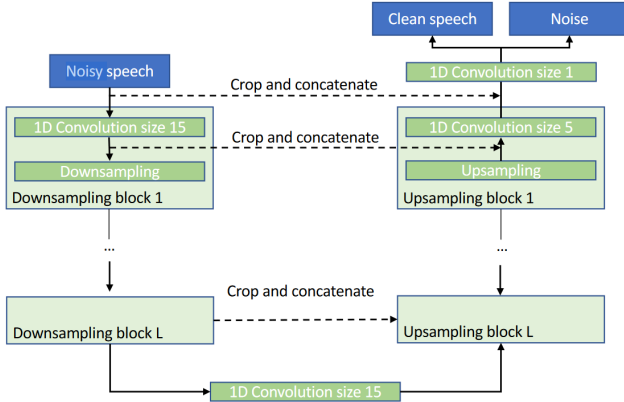 Clean speech
Noise
Noisy speech
1D Convolution size 1
Crop and concatenate
1D Convolution size 15
1D Convolution size 5
Crop and concatenate
Downsampling
Upsampling
Downsampling block 1
Upsampling block 1
...
...
Crop and concatenate
Downsampling block L
Upsampling block L
1D Convolution size 15